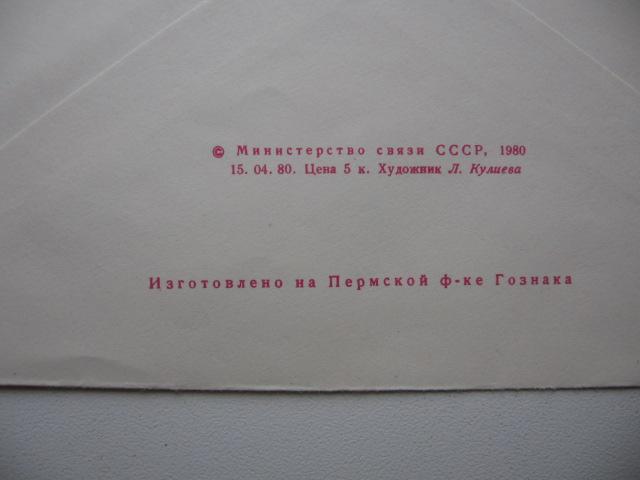 © Министерство связи СССР, 1980
15. 04. 80. Цена 5 к. Художник Л. Кулиева
Изготовлено на Пермской ф-ке Гознака